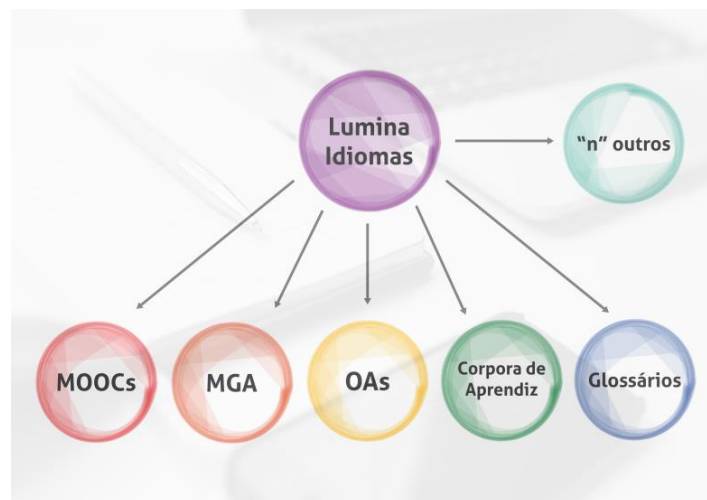 Lumina
Idiomas
“n” outros
MOOCs
MGA
OAs
Corpora de
Aprendiz
Glossários